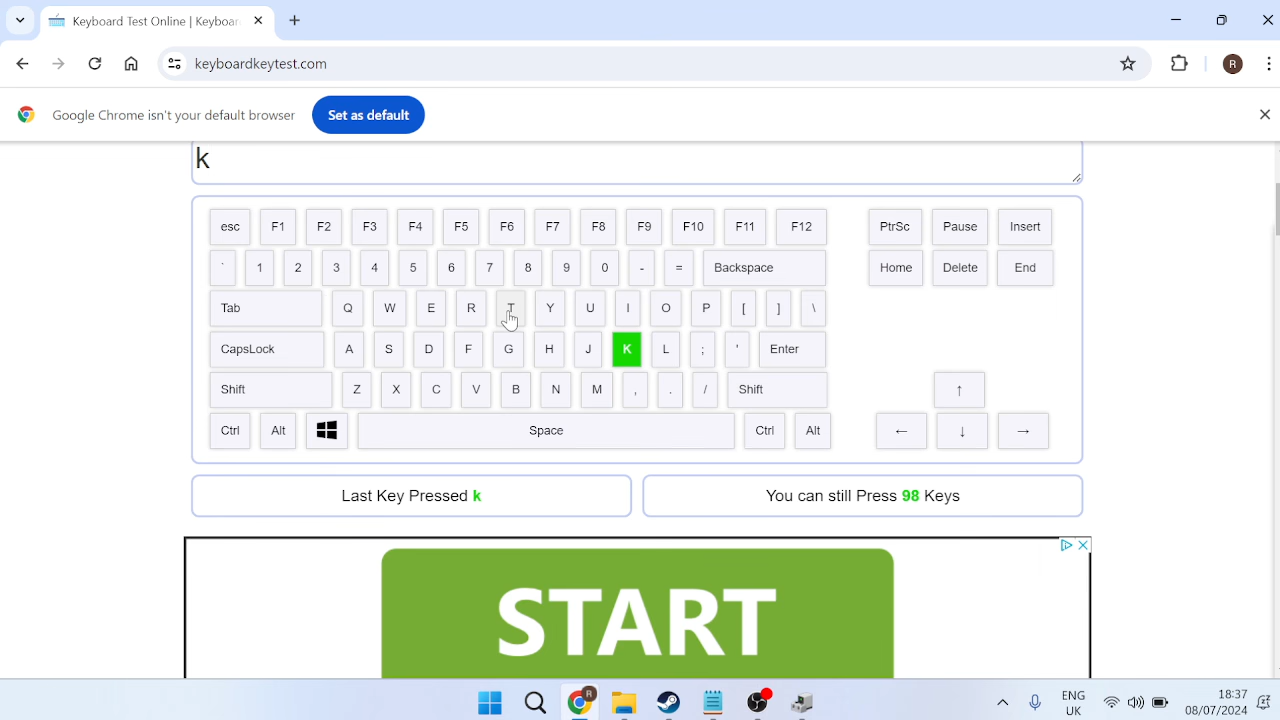 Keyboard Test Online | Keyboar
keyboardkeytest.com
R
Google Chrome isn't your default browser
Set as default
k
esc F1 F2 F3 F4 F5 F6 F7 F8 F9 F10 F11 F12 PtrSc Pause Insert
` 1 2 3 4 5 6 7 8 9 0 - = Backspace Home Delete End
Tab Q W E R T Y U I O P [ ] \
CapsLock A S D F G H J K L ; ' Enter
Shift Z X C V B N M , . / Shift ↑
Ctrl Alt Space Ctrl Alt ← ↓ →
Last Key Pressed k
You can still Press 98 Keys
START
R
ENG
UK
18:37
08/07/2024